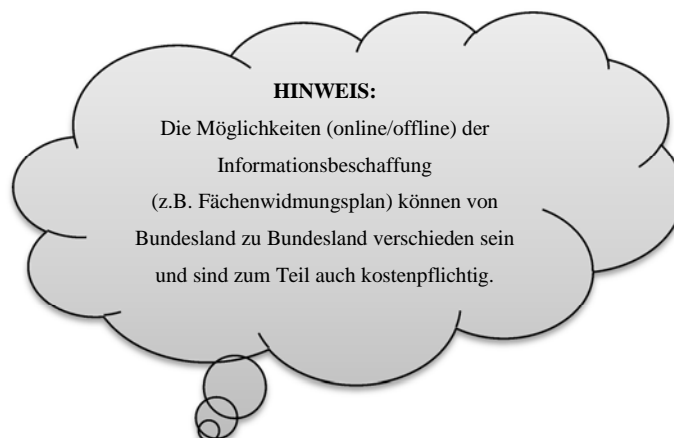 HINWEIS:
Die Möglichkeiten (online/offline) der
Informationsbeschaffung
(z.B. Fächenwidmungsplan) können von
Bundesland zu Bundesland verschieden sein
und sind zum Teil auch kostenpflichtig.